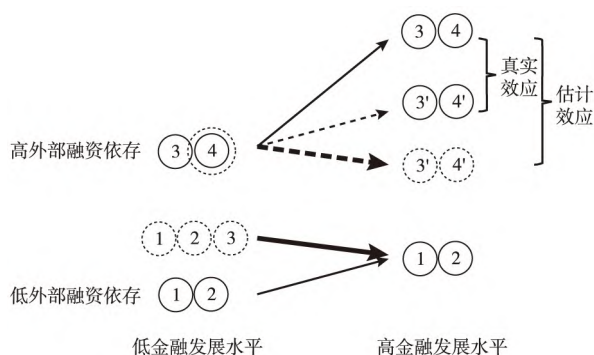 3 4
真实
效应
估计
效应
3' 4'
高外部融资依存 3 4
3' 4'
1 2 3
1 2
低外部融资依存 1 2
低金融发展水平 高金融发展水平